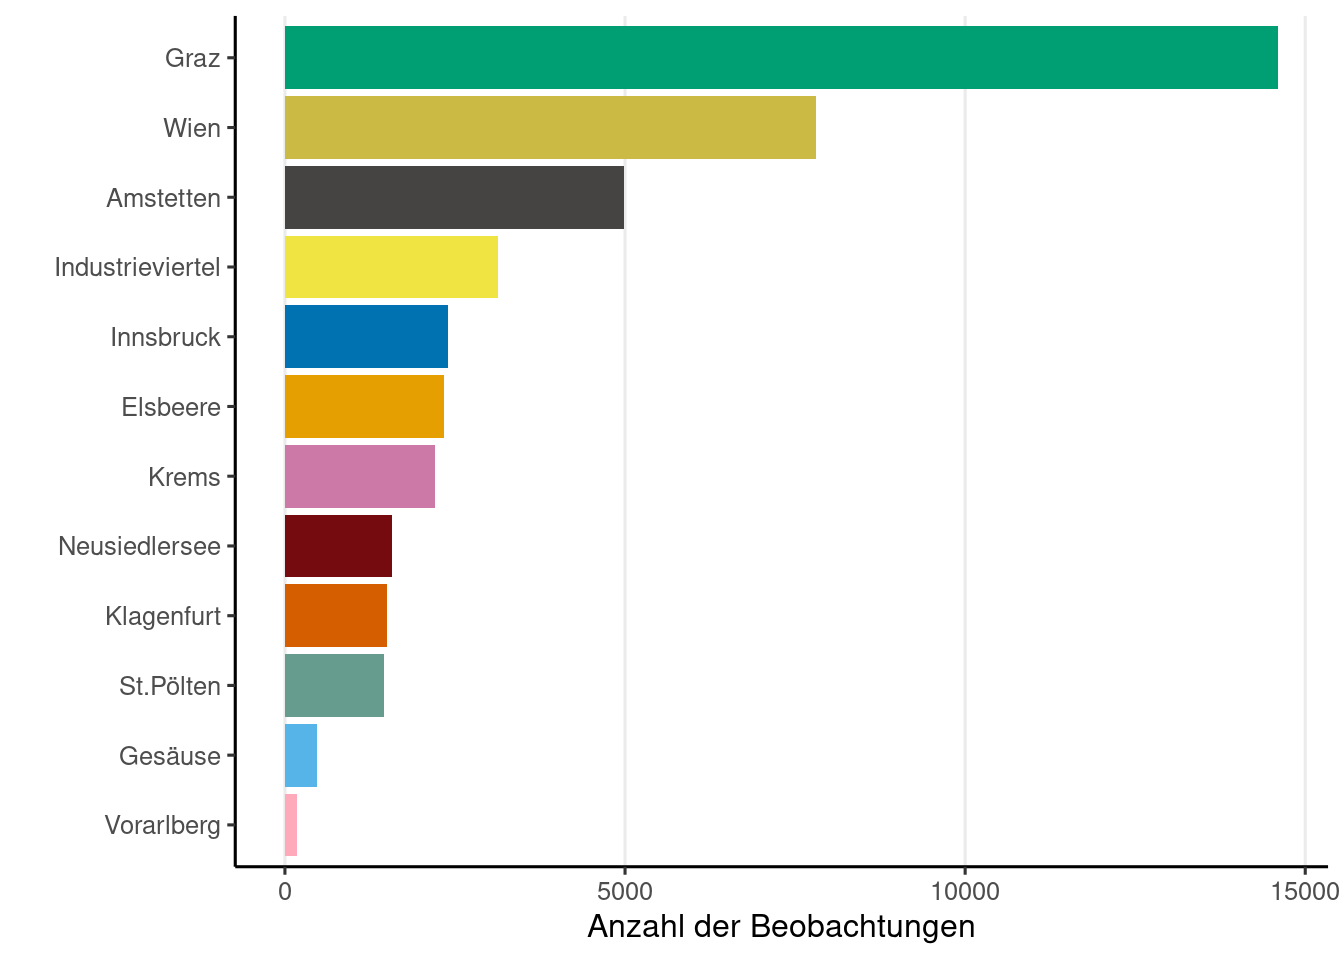 Graz
Wien
Amstetten
Industrieviertel
Innsbruck
Elsbeere
Krems
Neusiedlersee
Klagenfurt
St.Pölten
Gesäuse
Vorarlberg
0 5000 10000 15000
Anzahl der Beobachtungen